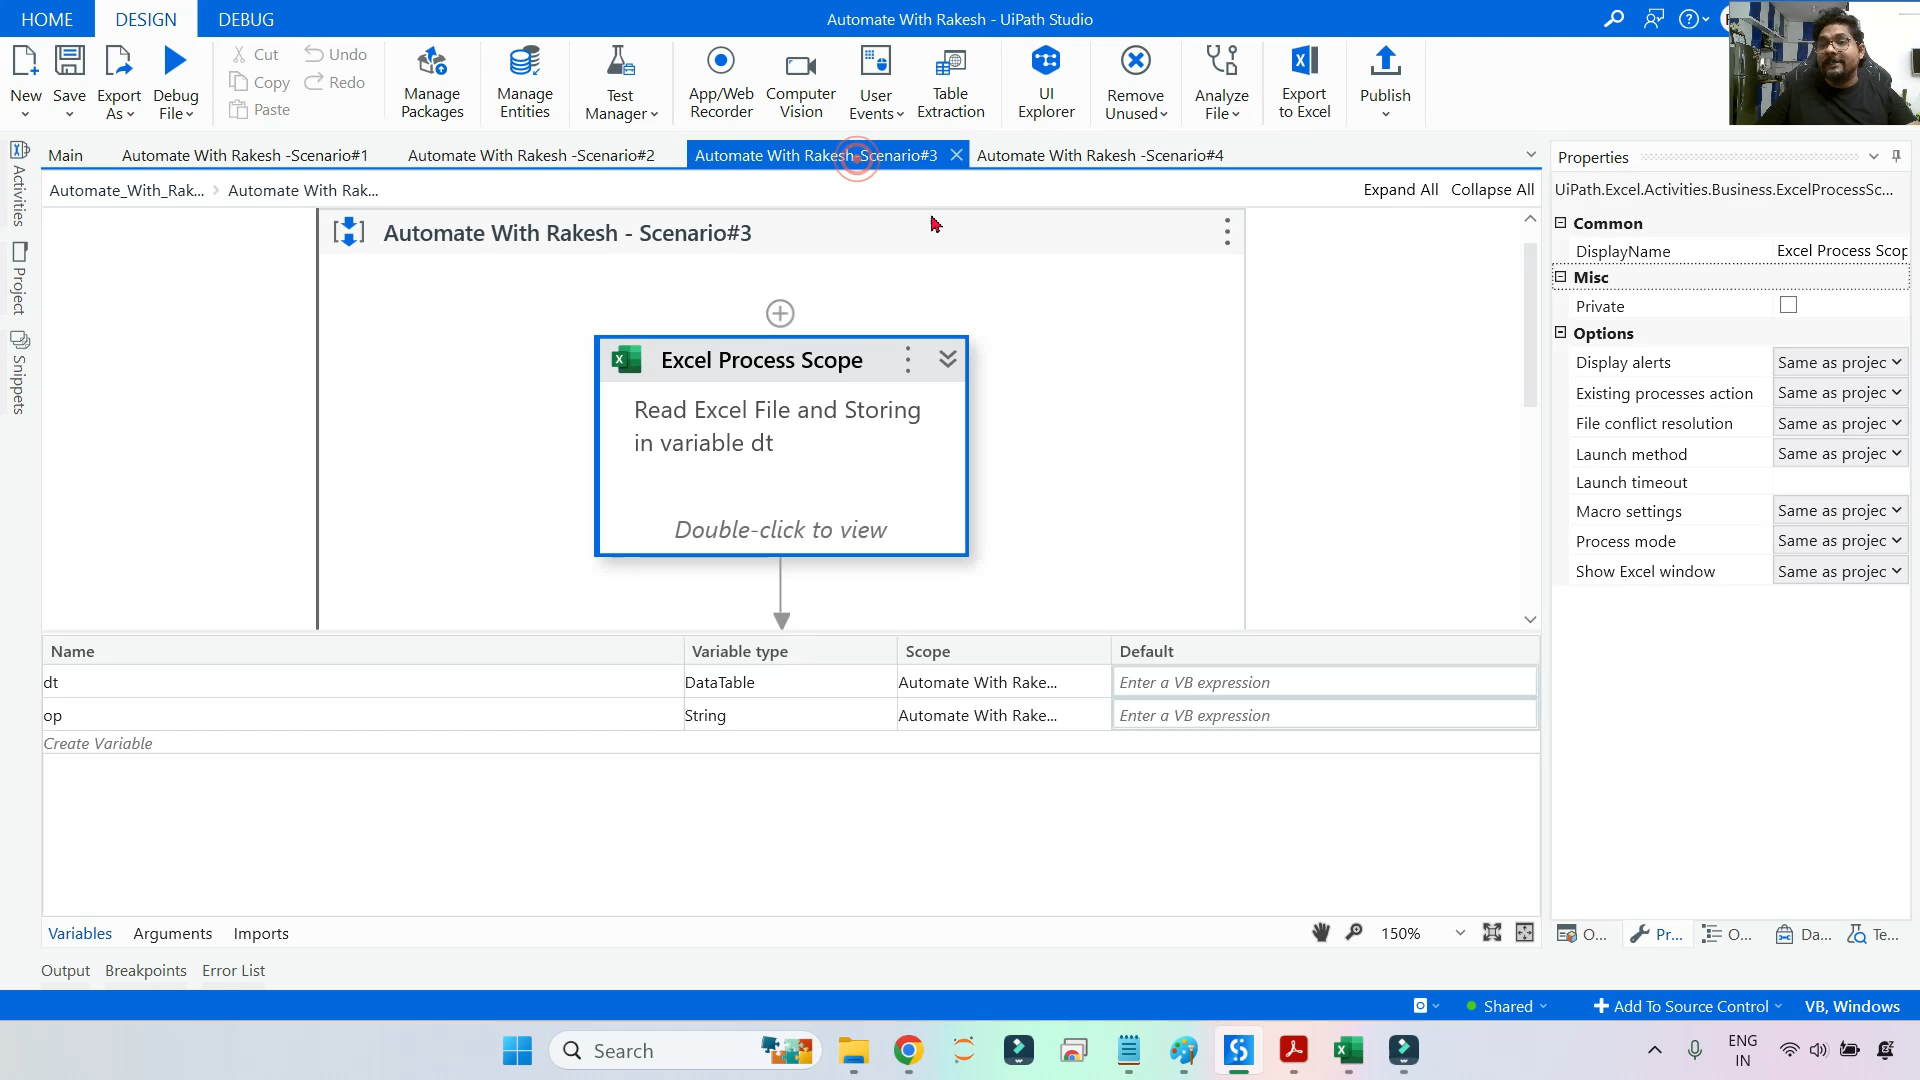 HOME DESIGN DEBUG Automate With Rakesh - UiPath Studio
New Save Export As Debug File
Cut Undo
Copy Redo
Paste
Manage Packages
Manage Entities
Test Manager
App/Web Recorder
Computer Vision
User Events
Table Extraction
UI Explorer
Remove Unused
Analyze File
Export to Excel
Publish
Activities
Project
Snippets
Main Automate With Rakesh -Scenario#1 Automate With Rakesh -Scenario#2 Automate With Rakesh -Scenario#3 Automate With Rakesh -Scenario#4
Automate_With_Rak... > Automate With Rak... Expand All Collapse All
Automate With Rakesh - Scenario#3
Excel Process Scope
Read Excel File and Storing
in variable dt
Double-click to view
Name Variable type Scope Default
dt DataTable Automate With Rake... Enter a VB expression
op String Automate With Rake... Enter a VB expression
Create Variable
Variables Arguments Imports 150%
Output Breakpoints Error List
Properties
UiPath.Excel.Activities.Business.ExcelProcessSc...
Common
DisplayName Excel Process Scop
Misc
Private
Options
Display alerts Same as projec
Existing processes action Same as projec
File conflict resolution Same as projec
Launch method Same as projec
Launch timeout
Macro settings Same as projec
Process mode Same as projec
Show Excel window Same as projec
O... Pr... O... Da... Te...
Shared Add To Source Control VB, Windows
Search
ENG
IN